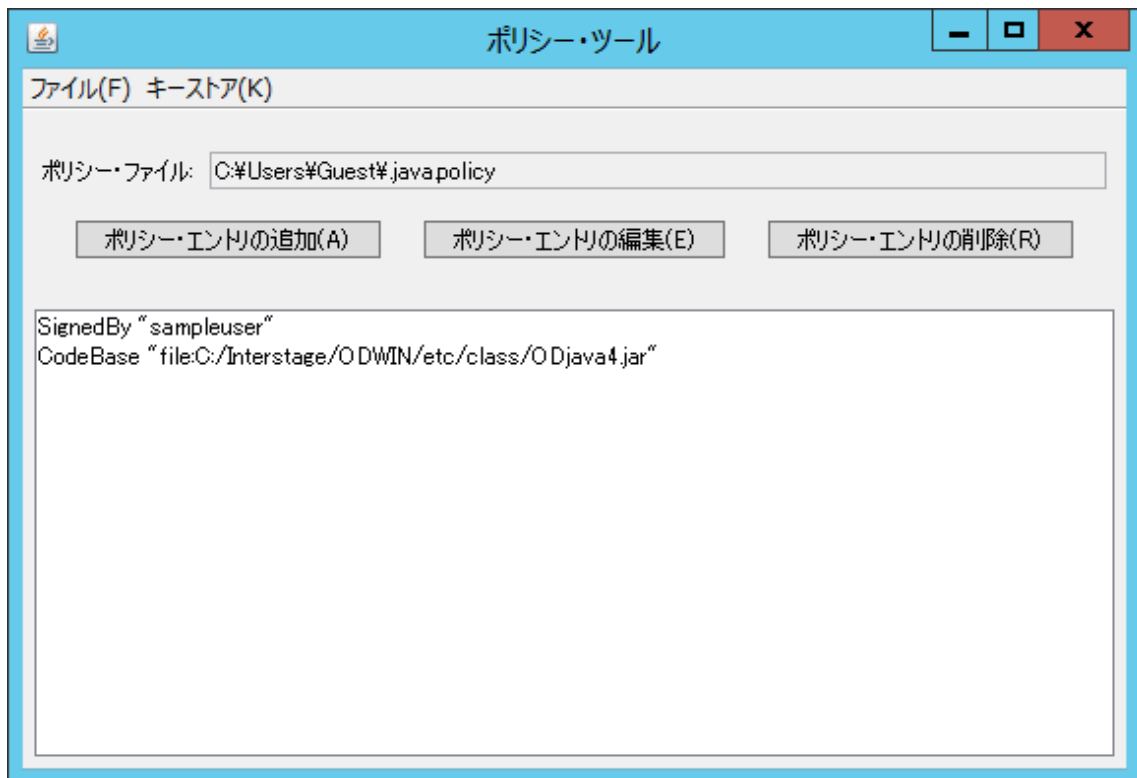 ポリシー・ツール
ファイル(F) キーストア(K)
ポリシー・ファイル: C:¥Users¥Guest¥.java.policy
ポリシー・エントリの追加(A) ポリシー・エントリの編集(E) ポリシー・エントリの削除(R)
SignedBy "sampleuser"
CodeBase "file:C:/Interstage/ODWIN/etc/class/ODjava4.jar"